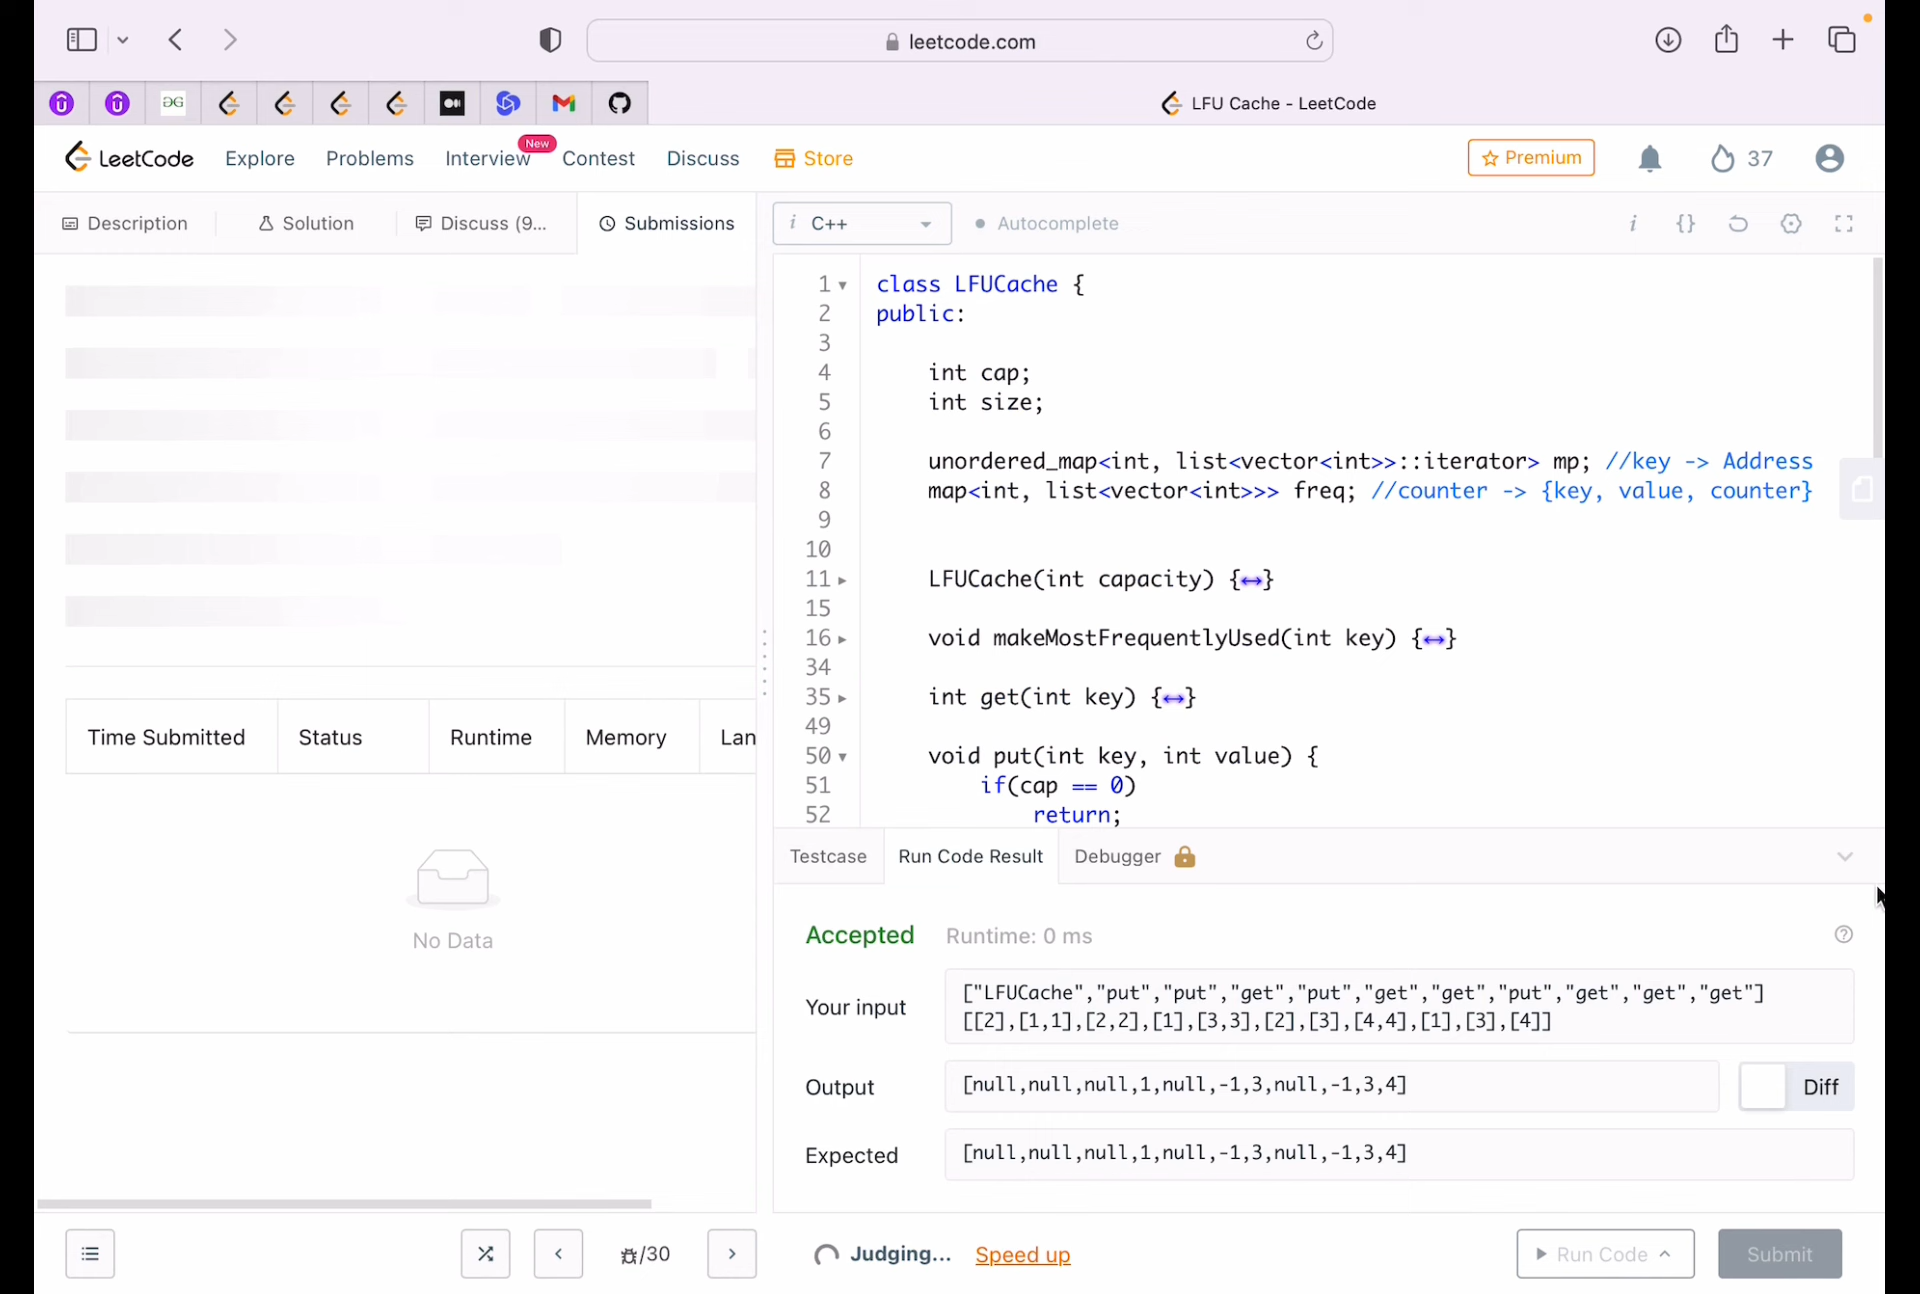 leetcode.com
LFU Cache - LeetCode
LeetCode
Explore
Problems
Interview
New
Contest
Discuss
Store
Premium
37
Description
Solution
Discuss (9...
Submissions
i C++
Autocomplete
1 class LFUCache {
2 public:
3
4 int cap;
5 int size;
6
7 unordered_map<int, list<vector<int>>::iterator> mp; //key -> Address
8 map<int, list<vector<int>>> freq; //counter -> {key, value, counter}
9
10
11 LFUCache(int capacity) {↔}
15
16 void makeMostFrequentlyUsed(int key) {↔}
34
35 int get(int key) {↔}
49
50 void put(int key, int value) {
51 if(cap == 0)
52 return;
Time Submitted
Status
Runtime
Memory
Lan
No Data
Testcase
Run Code Result
Debugger
Accepted
Runtime: 0 ms
Your input
["LFUCache","put","put","get","put","get","get","put","get","get","get"]
[[2],[1,1],[2,2],[1],[3,3],[2],[3],[4,4],[1],[3],[4]]
Output
[null,null,null,1,null,-1,3,null,-1,3,4]
Diff
Expected
[null,null,null,1,null,-1,3,null,-1,3,4]
/30
Judging...
Speed up
Run Code
Submit